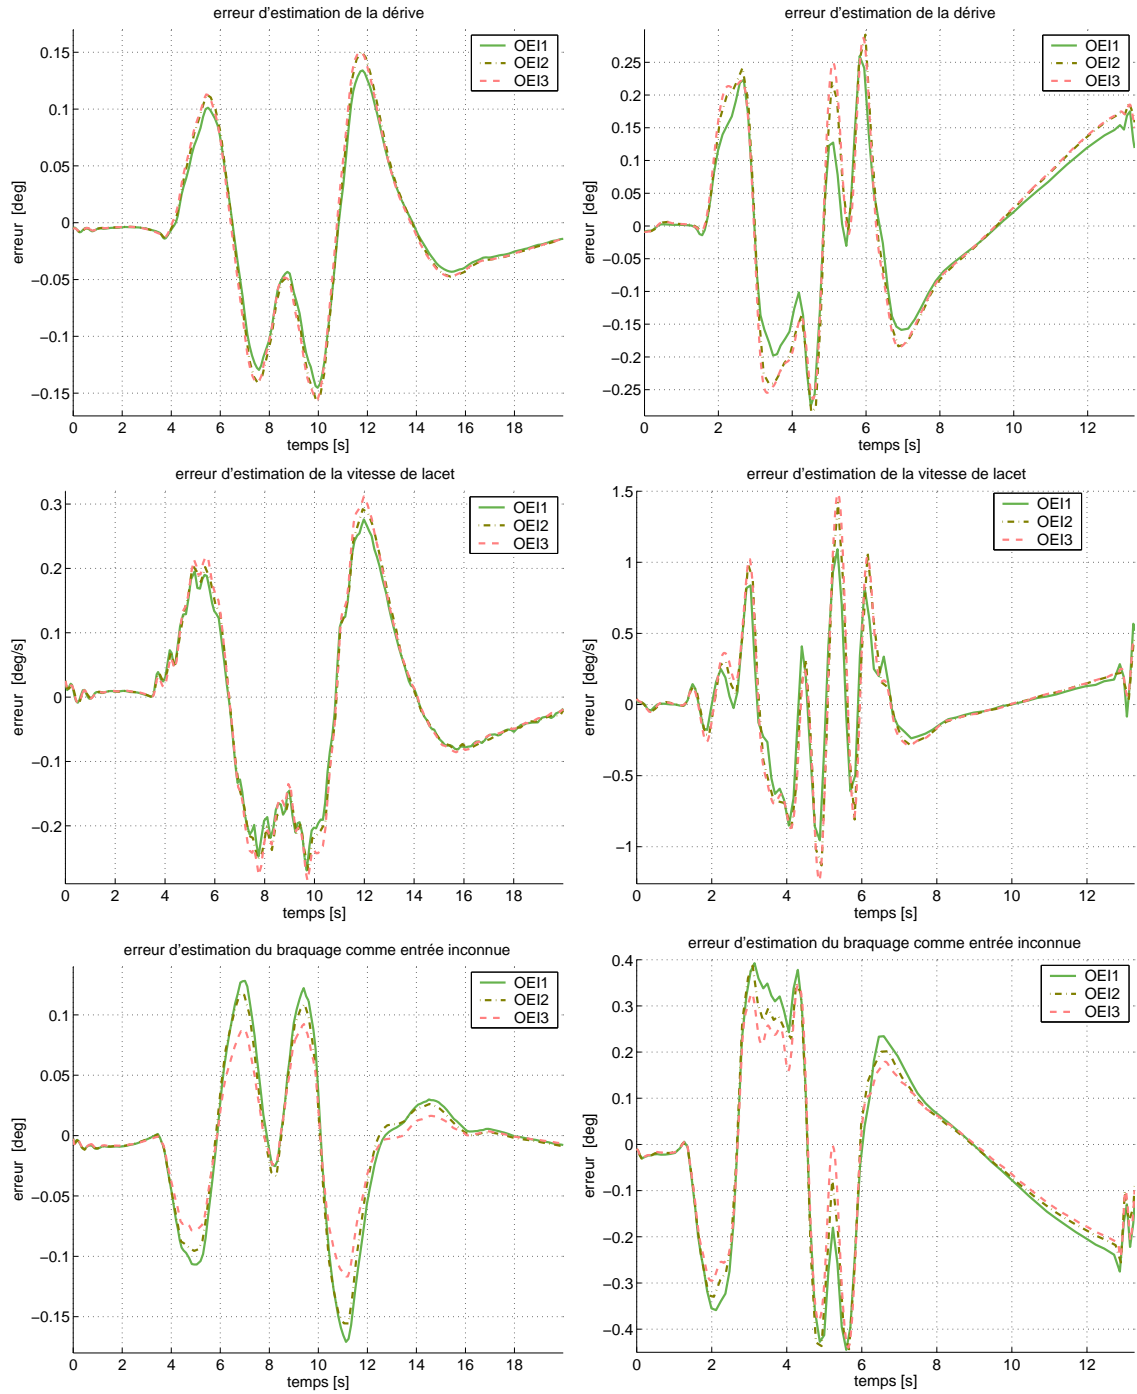 erreur d'estimation de la dérive
0.15
0.1
0.05
0
−0.05
−0.1
−0.15
erreur [deg]
OEI1
OEI2
OEI3
0 2 4 6 8 10 12 14 16 18
temps [s]
erreur d'estimation de la dérive
0.25
0.2
0.15
0.1
0.05
0
−0.05
−0.1
−0.15
−0.2
−0.25
erreur [deg]
OEI1
OEI2
OEI3
0 2 4 6 8 10 12
temps [s]
erreur d'estimation de la vitesse de lacet
0.3
0.2
0.1
0
−0.1
−0.2
erreur [deg/s]
OEI1
OEI2
OEI3
0 2 4 6 8 10 12 14 16 18
temps [s]
erreur d'estimation de la vitesse de lacet
1.5
1
0.5
0
−0.5
−1
erreur [deg/s]
OEI1
OEI2
OEI3
0 2 4 6 8 10 12
temps [s]
erreur d'estimation du braquage comme entrée inconnue
0.1
0.05
0
−0.05
−0.1
−0.15
erreur [deg]
OEI1
OEI2
OEI3
0 2 4 6 8 10 12 14 16 18
temps [s]
erreur d'estimation du braquage comme entrée inconnue
0.4
0.3
0.2
0.1
0
−0.1
−0.2
−0.3
−0.4
erreur [deg]
OEI1
OEI2
OEI3
0 2 4 6 8 10 12
temps [s]